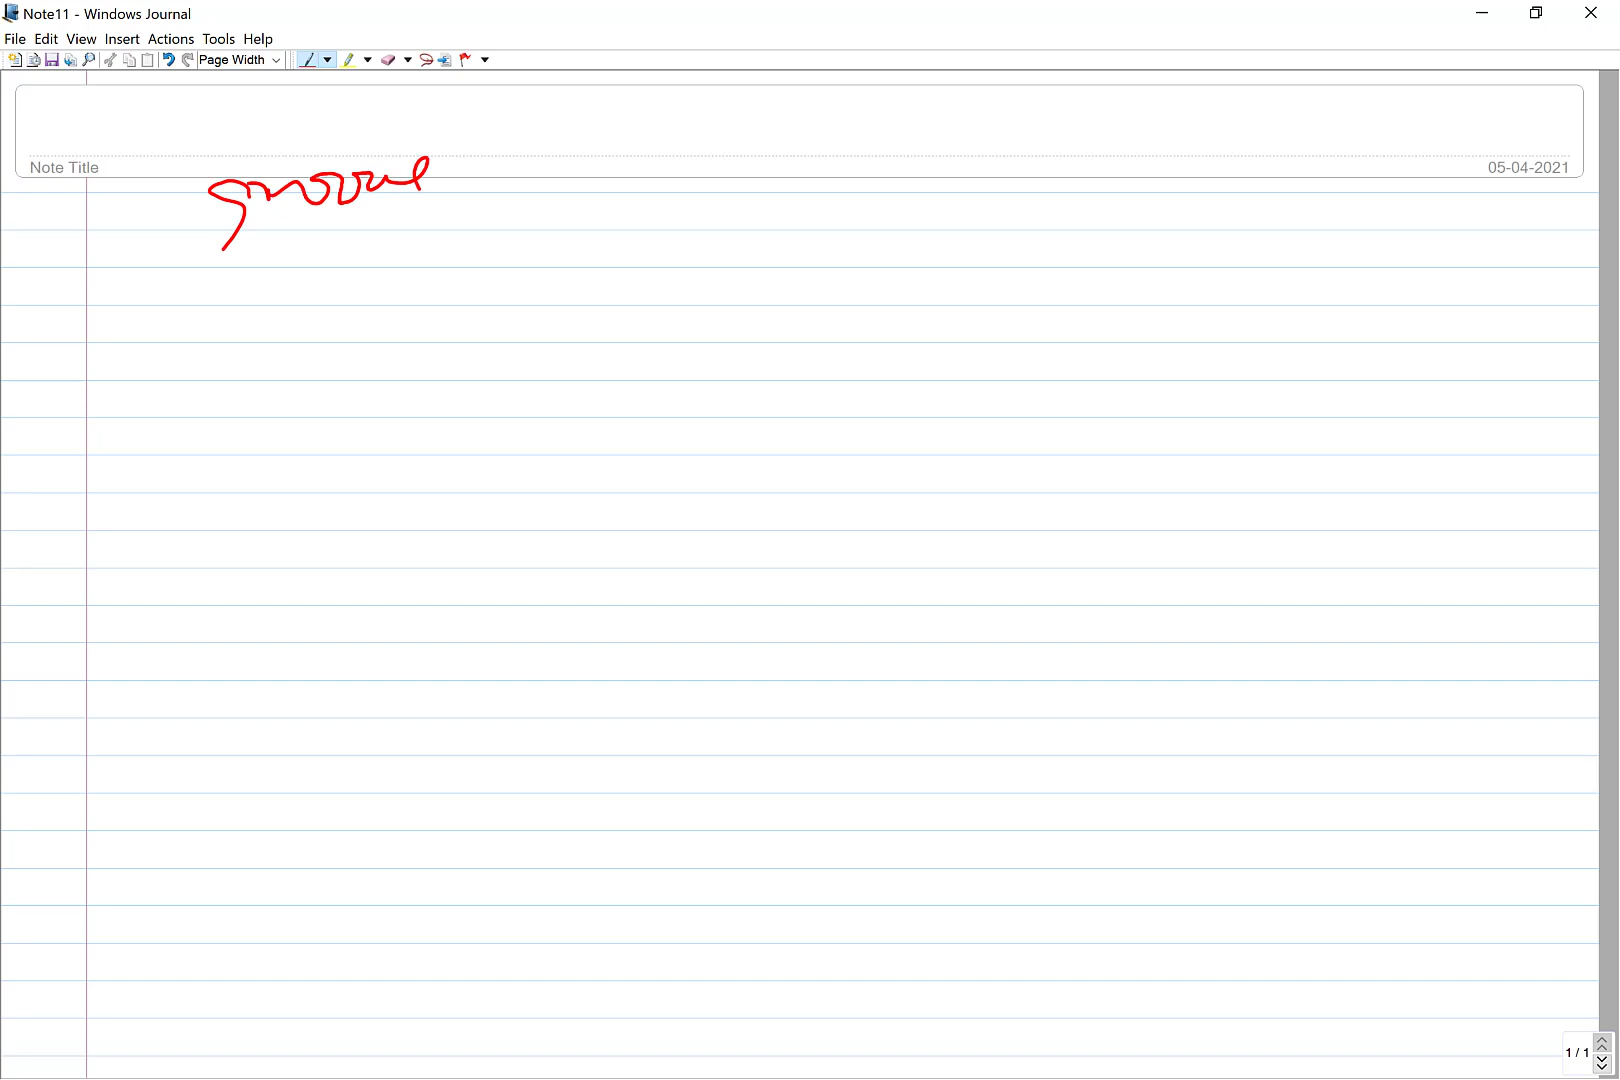 Note11 - Windows Journal
File Edit View Insert Actions Tools Help
Page Width
Note Title
05-04-2021
1 / 1